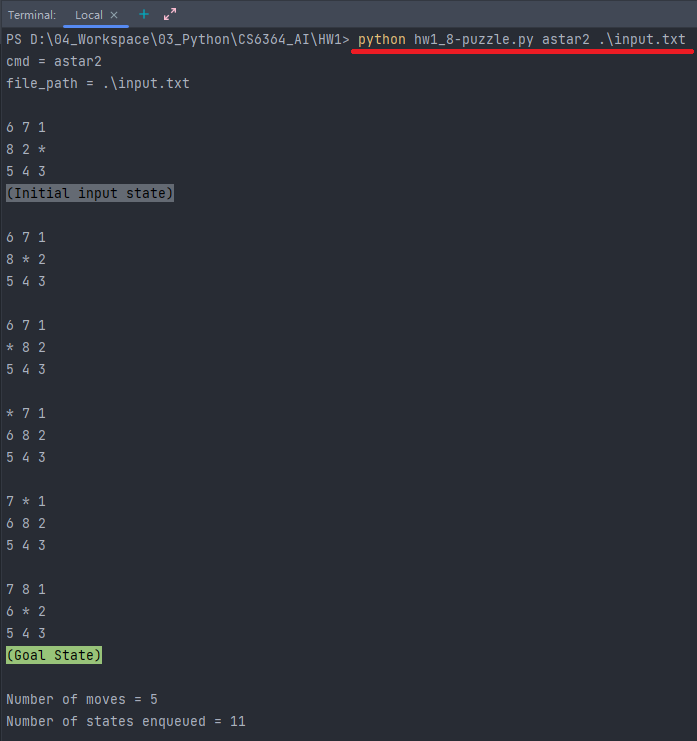 Terminal: Local × +
PS D:\04_Workspace\03_Python\CS6364_AI\HW1> python hw1_8-puzzle.py astar2 .\input.txt
cmd = astar2
file_path = .\input.txt
6 7 1
8 2 *
5 4 3
(Initial input state)
6 7 1
8 * 2
5 4 3
6 7 1
* 8 2
5 4 3
* 7 1
6 8 2
5 4 3
7 * 1
6 8 2
5 4 3
7 8 1
6 * 2
5 4 3
(Goal State)
Number of moves = 5
Number of states enqueued = 11